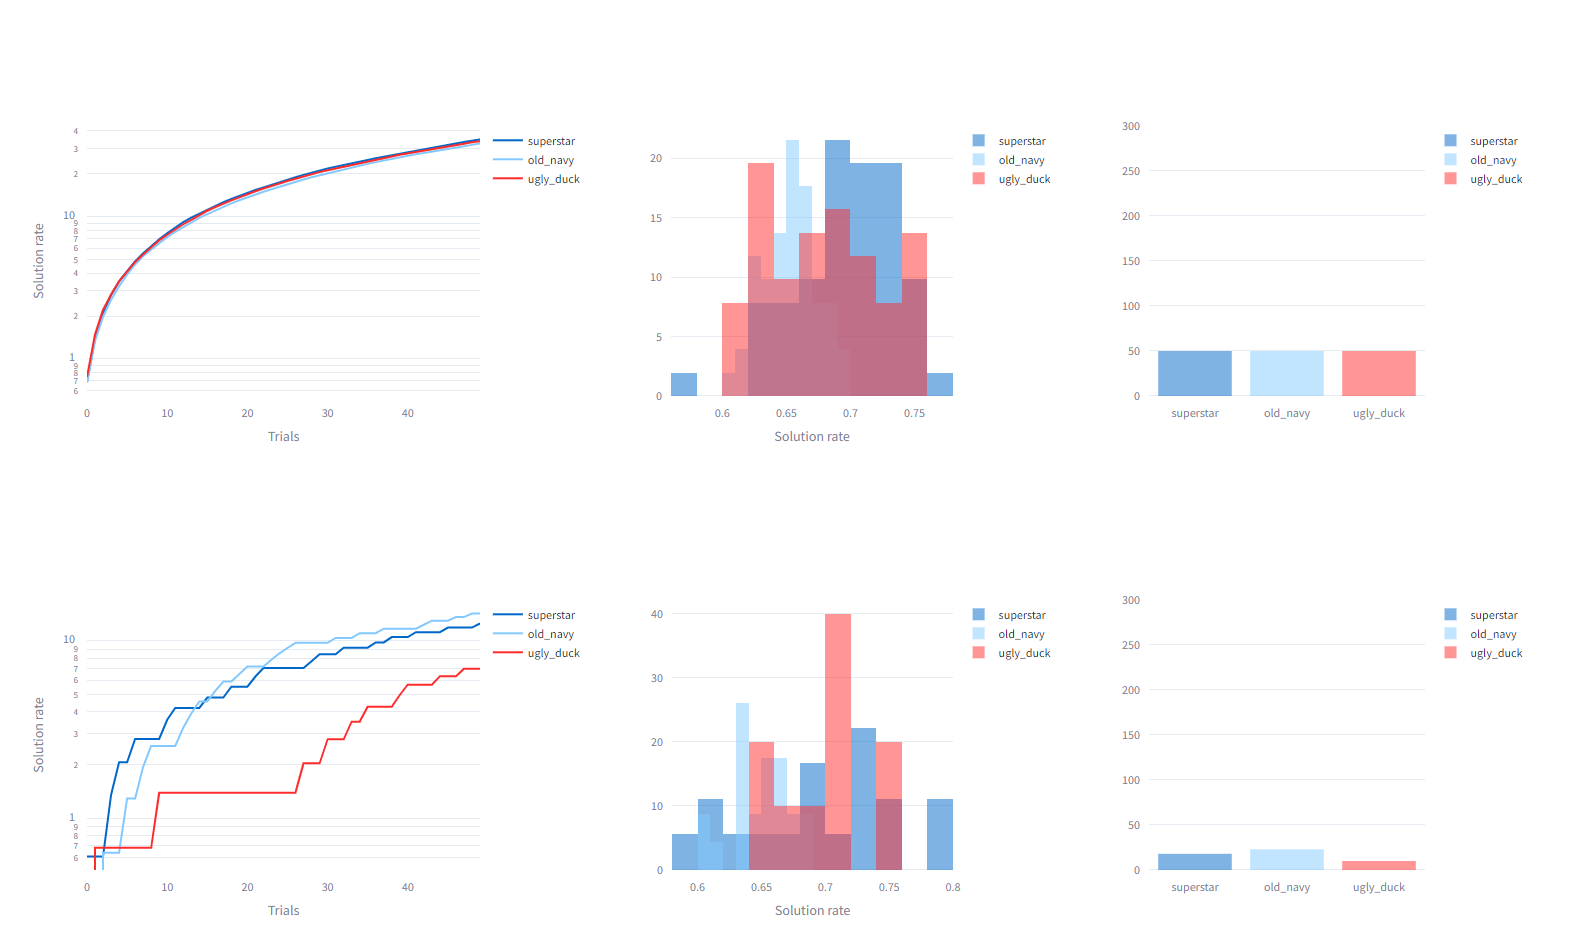 4
3
2
10
9
8
7
6
5
4
3
2
1
9
8
7
6
0 10 20 30 40
Trials
Solution rate
superstar
old_navy
ugly_duck
20
15
10
5
0
0.6 0.65 0.7 0.75
Solution rate
superstar
old_navy
ugly_duck
300
250
200
150
100
50
0
superstar old_navy ugly_duck
superstar
old_navy
ugly_duck
10
9
8
7
6
5
4
3
2
1
9
8
7
6
0 10 20 30 40
Trials
Solution rate
superstar
old_navy
ugly_duck
40
30
20
10
0
0.6 0.65 0.7 0.75 0.8
Solution rate
superstar
old_navy
ugly_duck
300
250
200
150
100
50
0
superstar old_navy ugly_duck
superstar
old_navy
ugly_duck